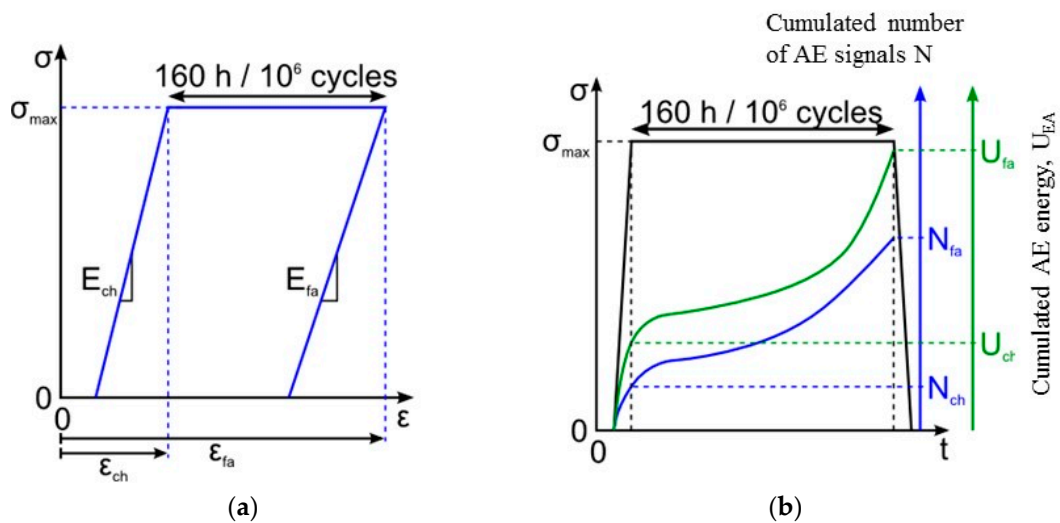 σ
σmax
160 h / 10⁶ cycles
Ech
Efa
0
0
ε
εch
εfa
(a)
Cumulated number
of AE signals N
σ
σmax
160 h / 10⁶ cycles
Ufa
Nfa
Uch
Nch
0
0
t
Cumulated AE energy, UEA
(b)